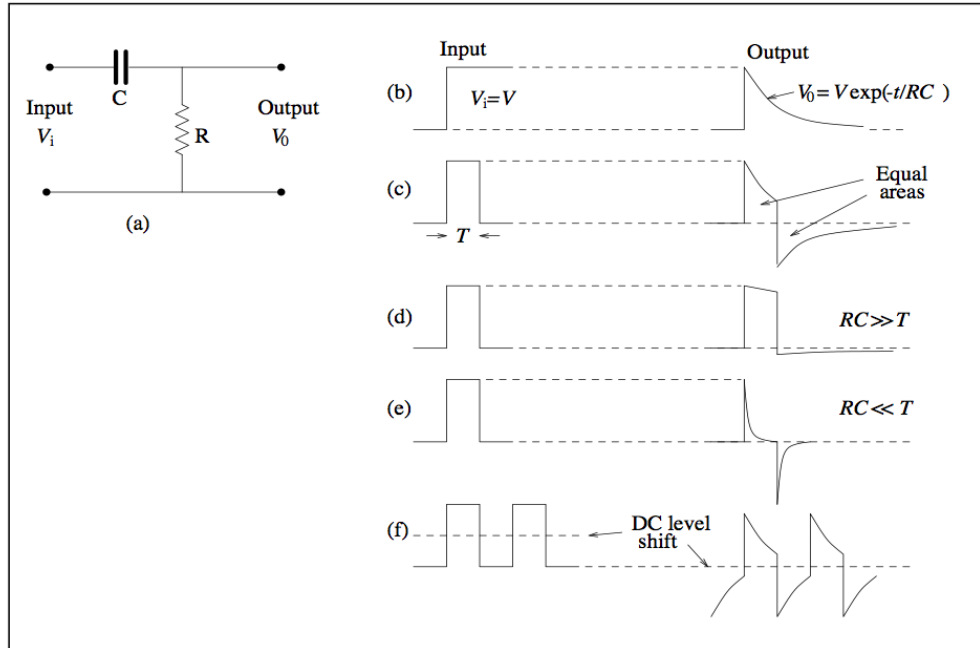 C
Input
Vi
R
Output
V0
(a)
Input
Output
(b)
Vi=V
V0=V exp(-t/RC )
(c)
T
Equal
areas
(d)
RC≫T
(e)
RC≪ T
(f)
DC level
shift